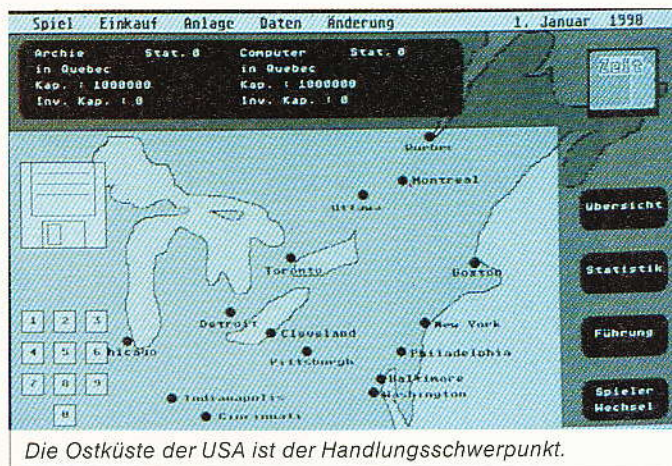 Spiel Einkauf Anlage Daten Änderung 1. Januar 1990
Archie Stat. 0 Computer Stat. 0
in Quebec in Quebec
Kap. : 1000000 Kap. : 1000000
Inv. Kap. : 0 Inv. Kap. : 0
Zeit
Quebec
Montreal
Ottawa
Übersicht
Toronto
Boston
Statistik
Detroit
Cleveland
New York
1 2 3
Führung
4 5 6
Chicago
Pittsburgh
Philadelphia
7 8 9
Baltimore
Washington
Indianapolis
0
Cincinnati
Spieler
Wechsel
Die Ostküste der USA ist der Handlungsschwerpunkt.